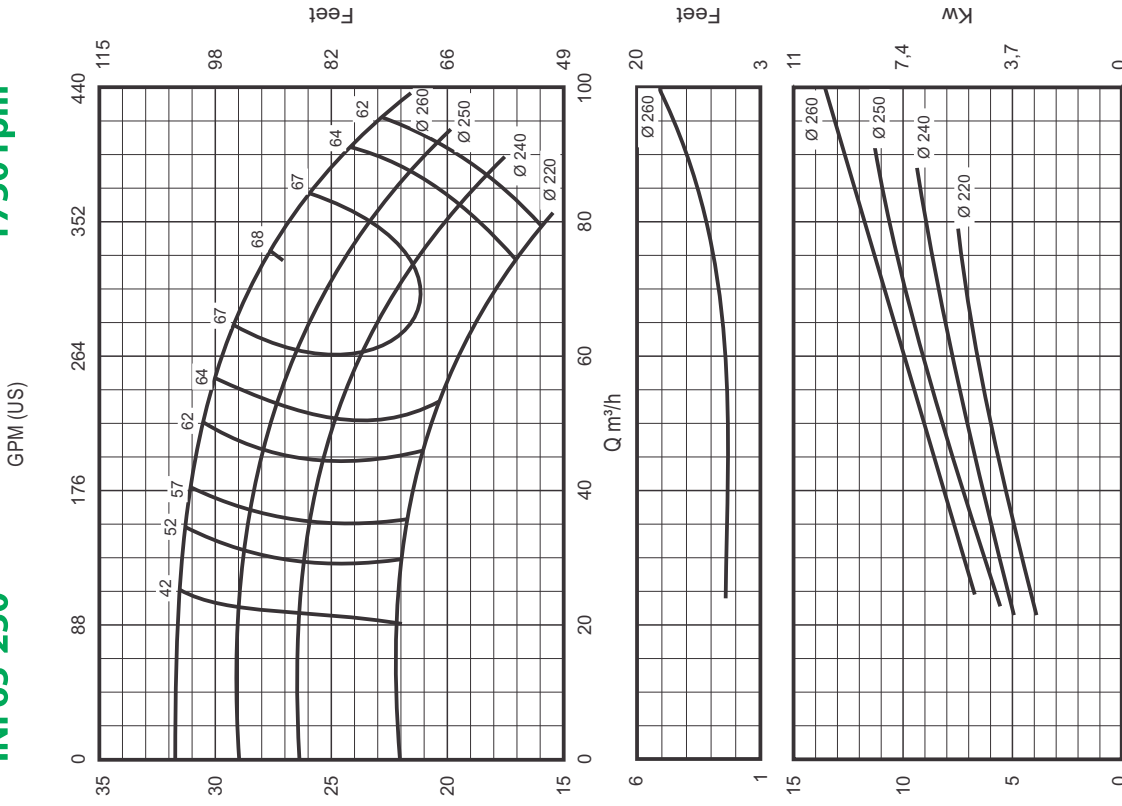 1750 rpm
GPM (US)
0 88 176 264 352 440
35 30 25 20 15
115 98 82 66 49
Feet
42 52 57 62 64 67 68 67 64 62
Ø 260
Ø 250
Ø 240
Ø 220
0 20 40 60 80 100
Q m³/h
6 1
20 3
Feet
Ø 260
15 10 5 0
11 7,4 3,7 0
Kw
Ø 260
Ø 250
Ø 240
Ø 220